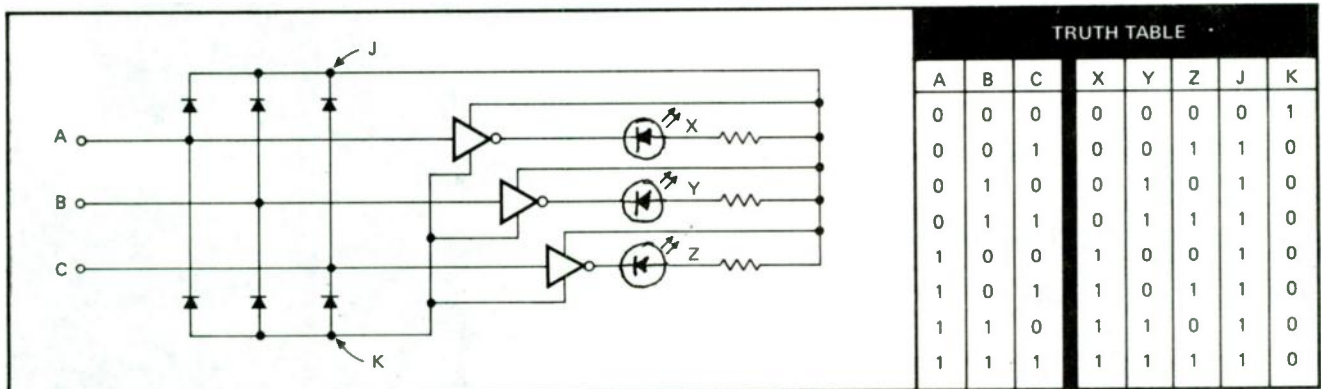 J
A
B
C
X
Y
Z
K
TRUTH TABLE
A B C X Y Z J K
0 0 0 0 0 0 0 1
0 0 1 0 0 1 1 0
0 1 0 0 1 0 1 0
0 1 1 0 1 1 1 0
1 0 0 1 0 0 1 0
1 0 1 1 0 1 1 0
1 1 0 1 1 0 1 0
1 1 1 1 1 1 1 0